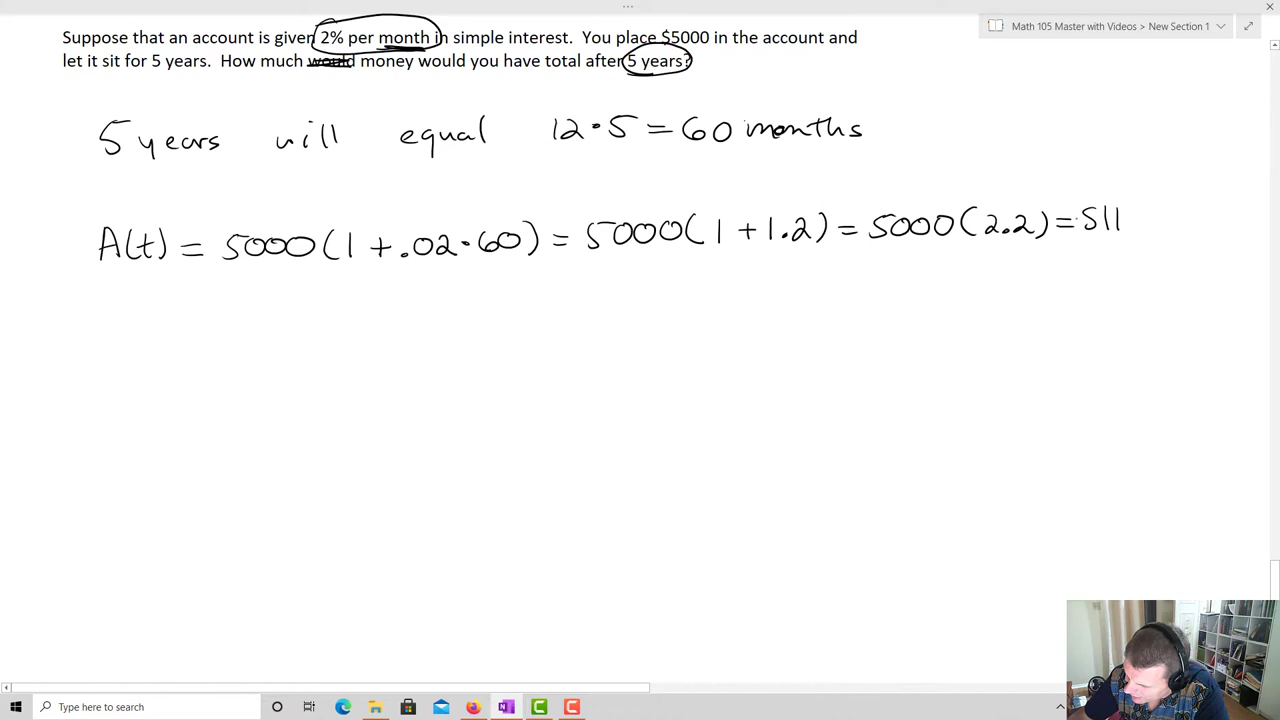 Math 105 Master with Videos > New Section 1
Suppose that an account is given 2% per month in simple interest.  You place $5000 in the account and
let it sit for 5 years.  How much would money would you have total after 5 years?
5 years will equal 12·5=60 months
A(t) = 5000(1 + .02·60) = 5000(1 + 1.2) = 5000(2.2) = $11
Type here to search